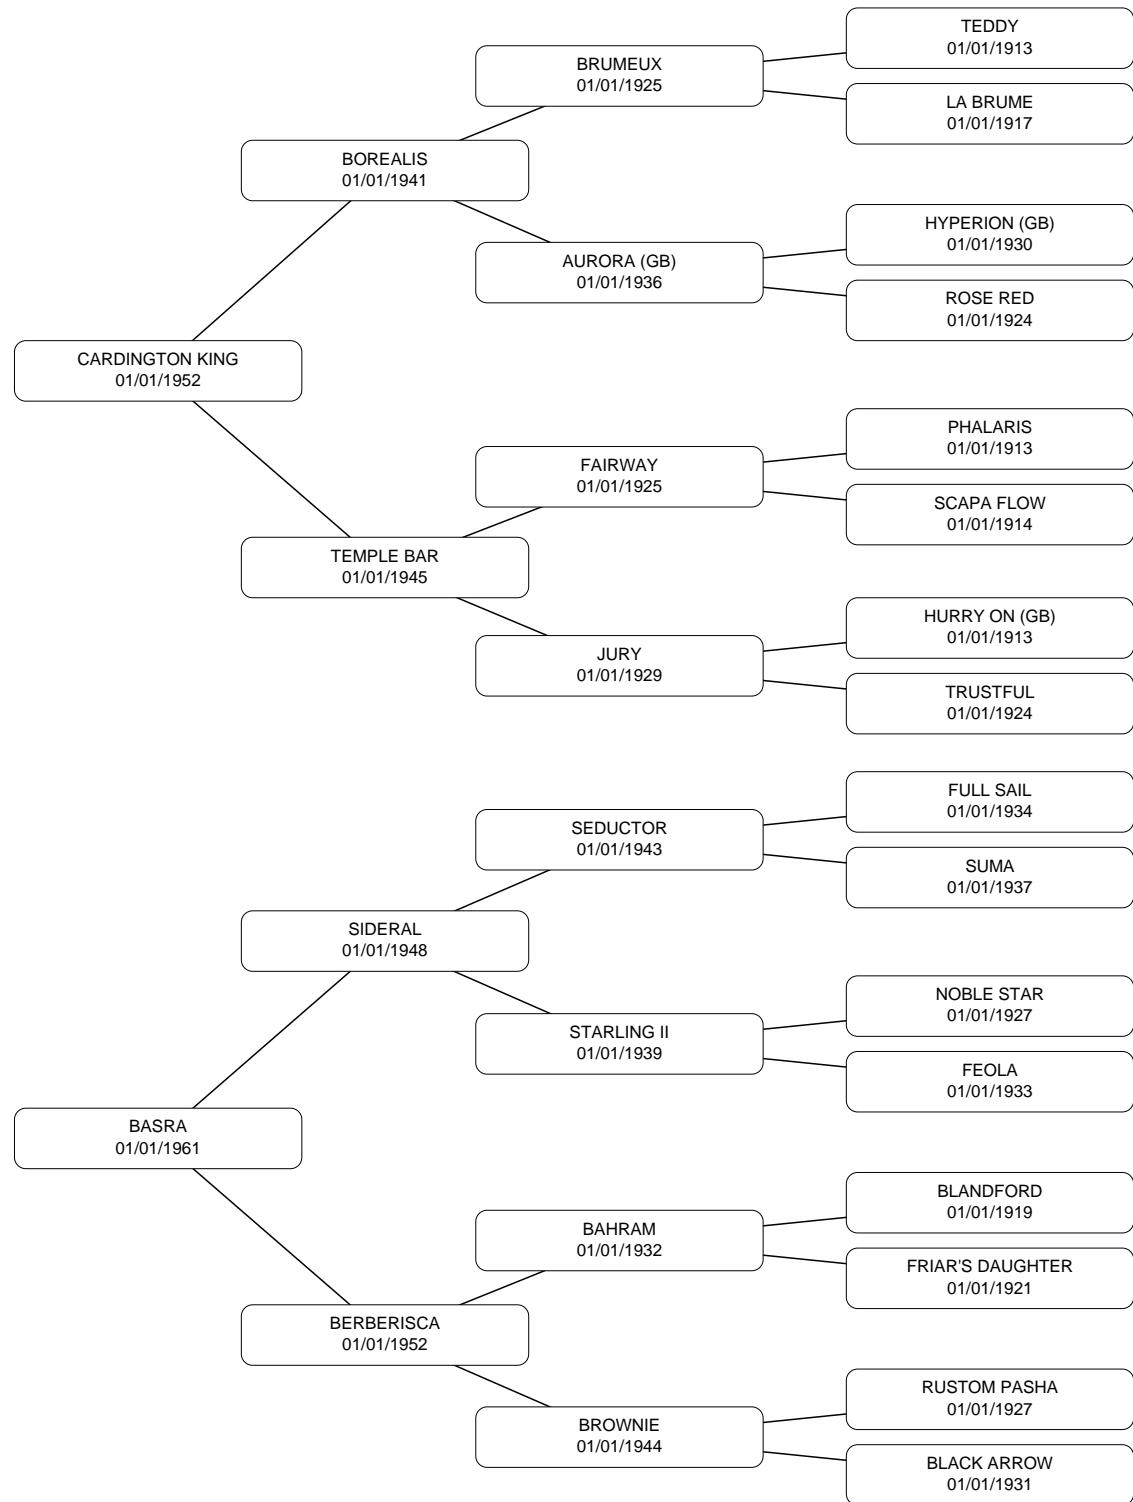 TEDDY
01/01/1913
BRUMEUX
01/01/1925
LA BRUME
01/01/1917
BOREALIS
01/01/1941
HYPERION (GB)
01/01/1930
AURORA (GB)
01/01/1936
ROSE RED
01/01/1924
CARDINGTON KING
01/01/1952
PHALARIS
01/01/1913
FAIRWAY
01/01/1925
SCAPA FLOW
01/01/1914
TEMPLE BAR
01/01/1945
HURRY ON (GB)
01/01/1913
JURY
01/01/1929
TRUSTFUL
01/01/1924
FULL SAIL
01/01/1934
SEDUCTOR
01/01/1943
SUMA
01/01/1937
SIDERAL
01/01/1948
NOBLE STAR
01/01/1927
STARLING II
01/01/1939
FEOLA
01/01/1933
BASRA
01/01/1961
BLANDFORD
01/01/1919
BAHRAM
01/01/1932
FRIAR'S DAUGHTER
01/01/1921
BERBERISCA
01/01/1952
RUSTOM PASHA
01/01/1927
BROWNIE
01/01/1944
BLACK ARROW
01/01/1931